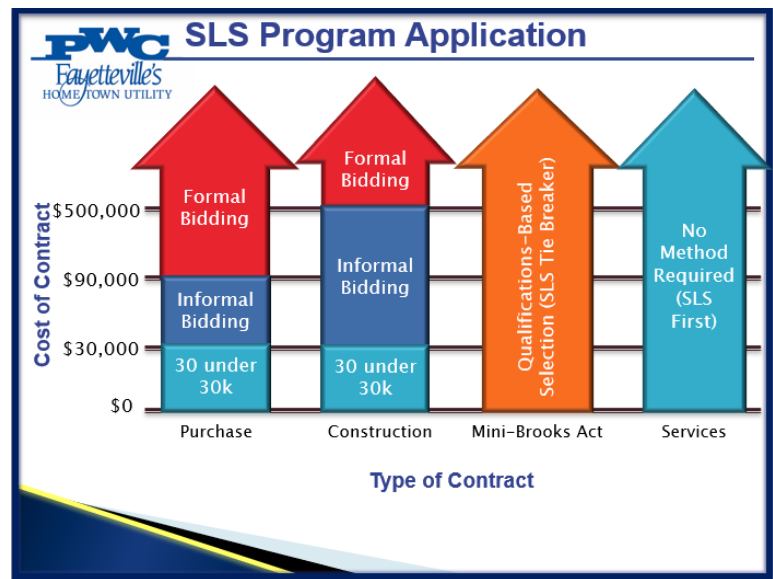 PWC
Fayetteville's
HOMETOWN UTILITY
SLS Program Application
Cost of Contract
$500,000
$90,000
$30,000
$0
Formal
Bidding
Informal
Bidding
30 under
30k
Formal
Bidding
Informal
Bidding
30 under
30k
Qualifications-Based
Selection (SLS Tie Breaker)
No
Method
Required
(SLS
First)
Purchase
Construction
Mini-Brooks Act
Services
Type of Contract